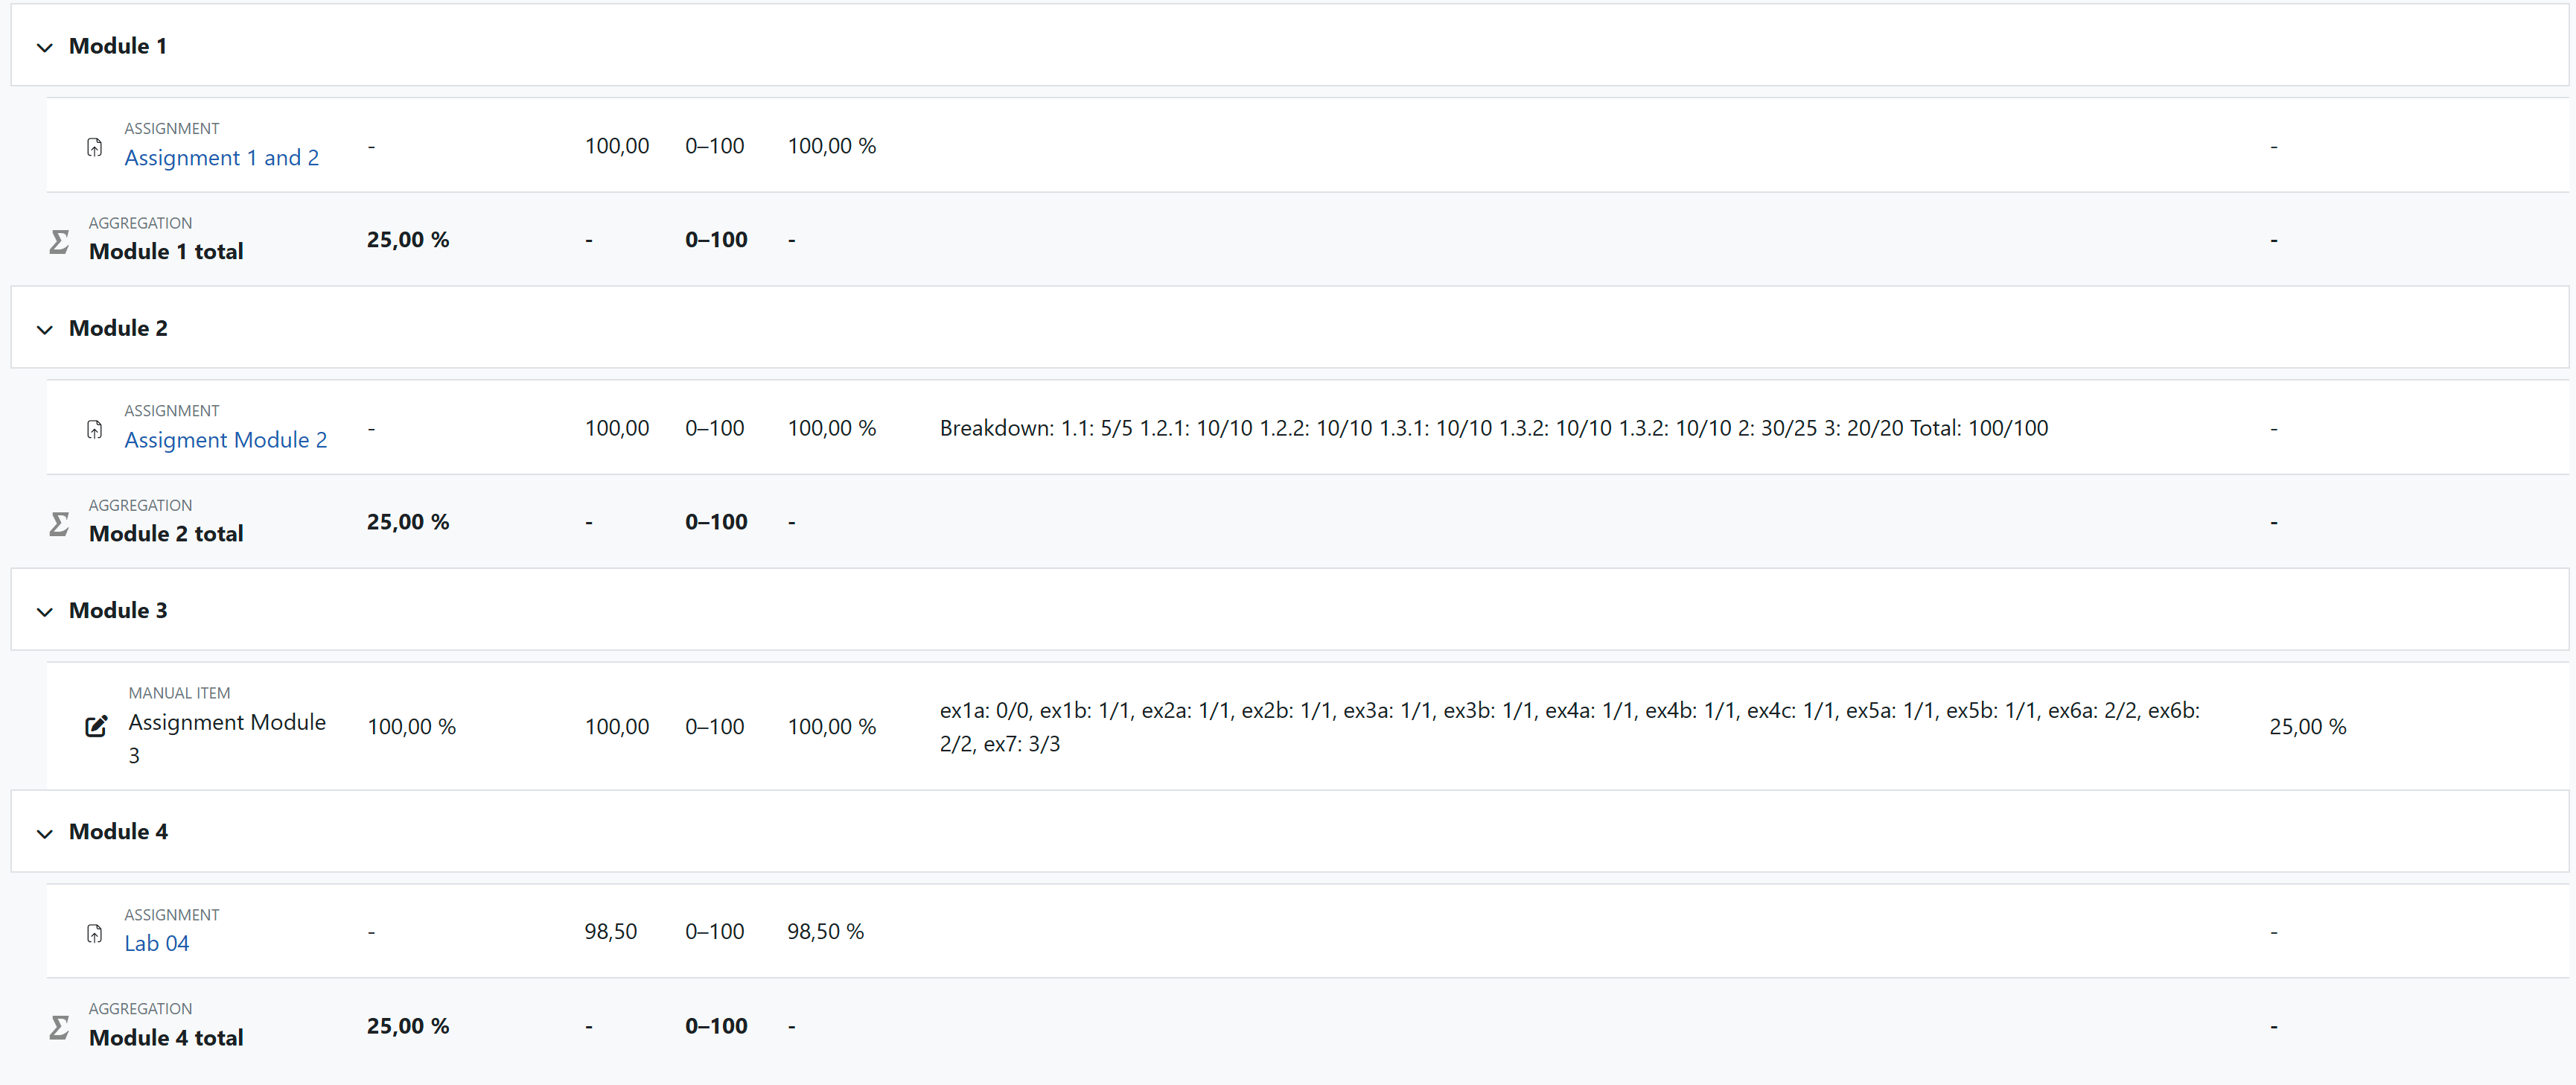 Module 1
ASSIGNMENT
Assignment 1 and 2 - 100,00 0–100 100,00 % -
AGGREGATION
Module 1 total 25,00 % - 0–100 - -
Module 2
ASSIGNMENT
Assigment Module 2 - 100,00 0–100 100,00 % Breakdown: 1.1: 5/5 1.2.1: 10/10 1.2.2: 10/10 1.3.1: 10/10 1.3.2: 10/10 1.3.2: 10/10 2: 30/25 3: 20/20 Total: 100/100 -
AGGREGATION
Module 2 total 25,00 % - 0–100 - -
Module 3
MANUAL ITEM
Assignment Module
3
100,00 % 100,00 0–100 100,00 %
ex1a: 0/0, ex1b: 1/1, ex2a: 1/1, ex2b: 1/1, ex3a: 1/1, ex3b: 1/1, ex4a: 1/1, ex4b: 1/1, ex4c: 1/1, ex5a: 1/1, ex5b: 1/1, ex6a: 2/2, ex6b:
2/2, ex7: 3/3
25,00 %
Module 4
ASSIGNMENT
Lab 04 - 98,50 0–100 98,50 % -
AGGREGATION
Module 4 total 25,00 % - 0–100 - -